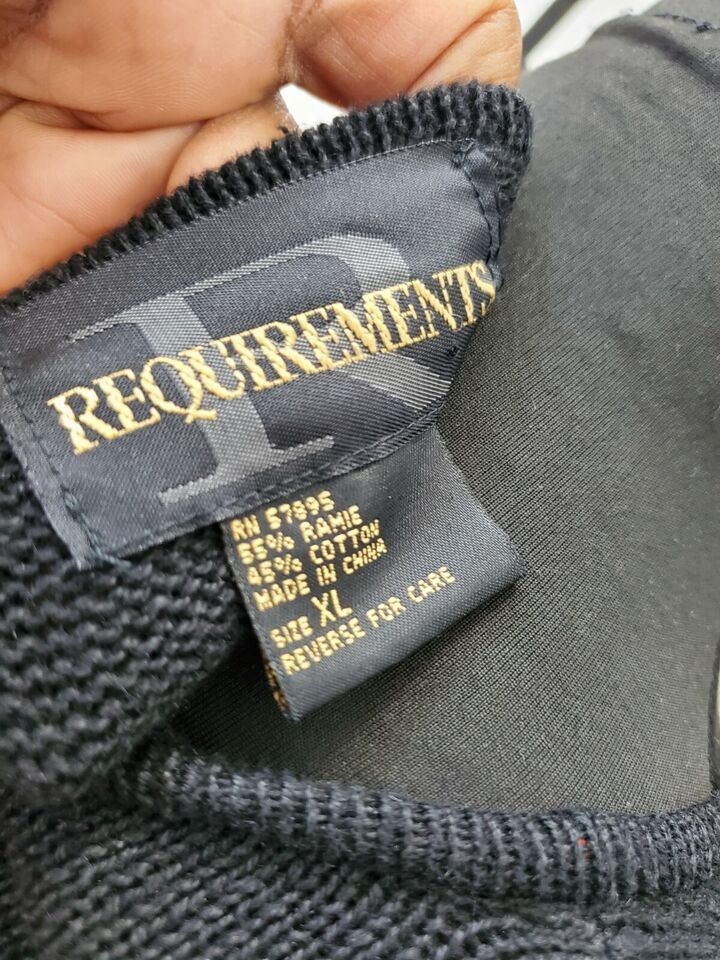 REQUIREMENTS
R
RN 57895
55% RAMIE
45% COTTON
MADE IN CHINA
SIZE XL
REVERSE FOR CARE